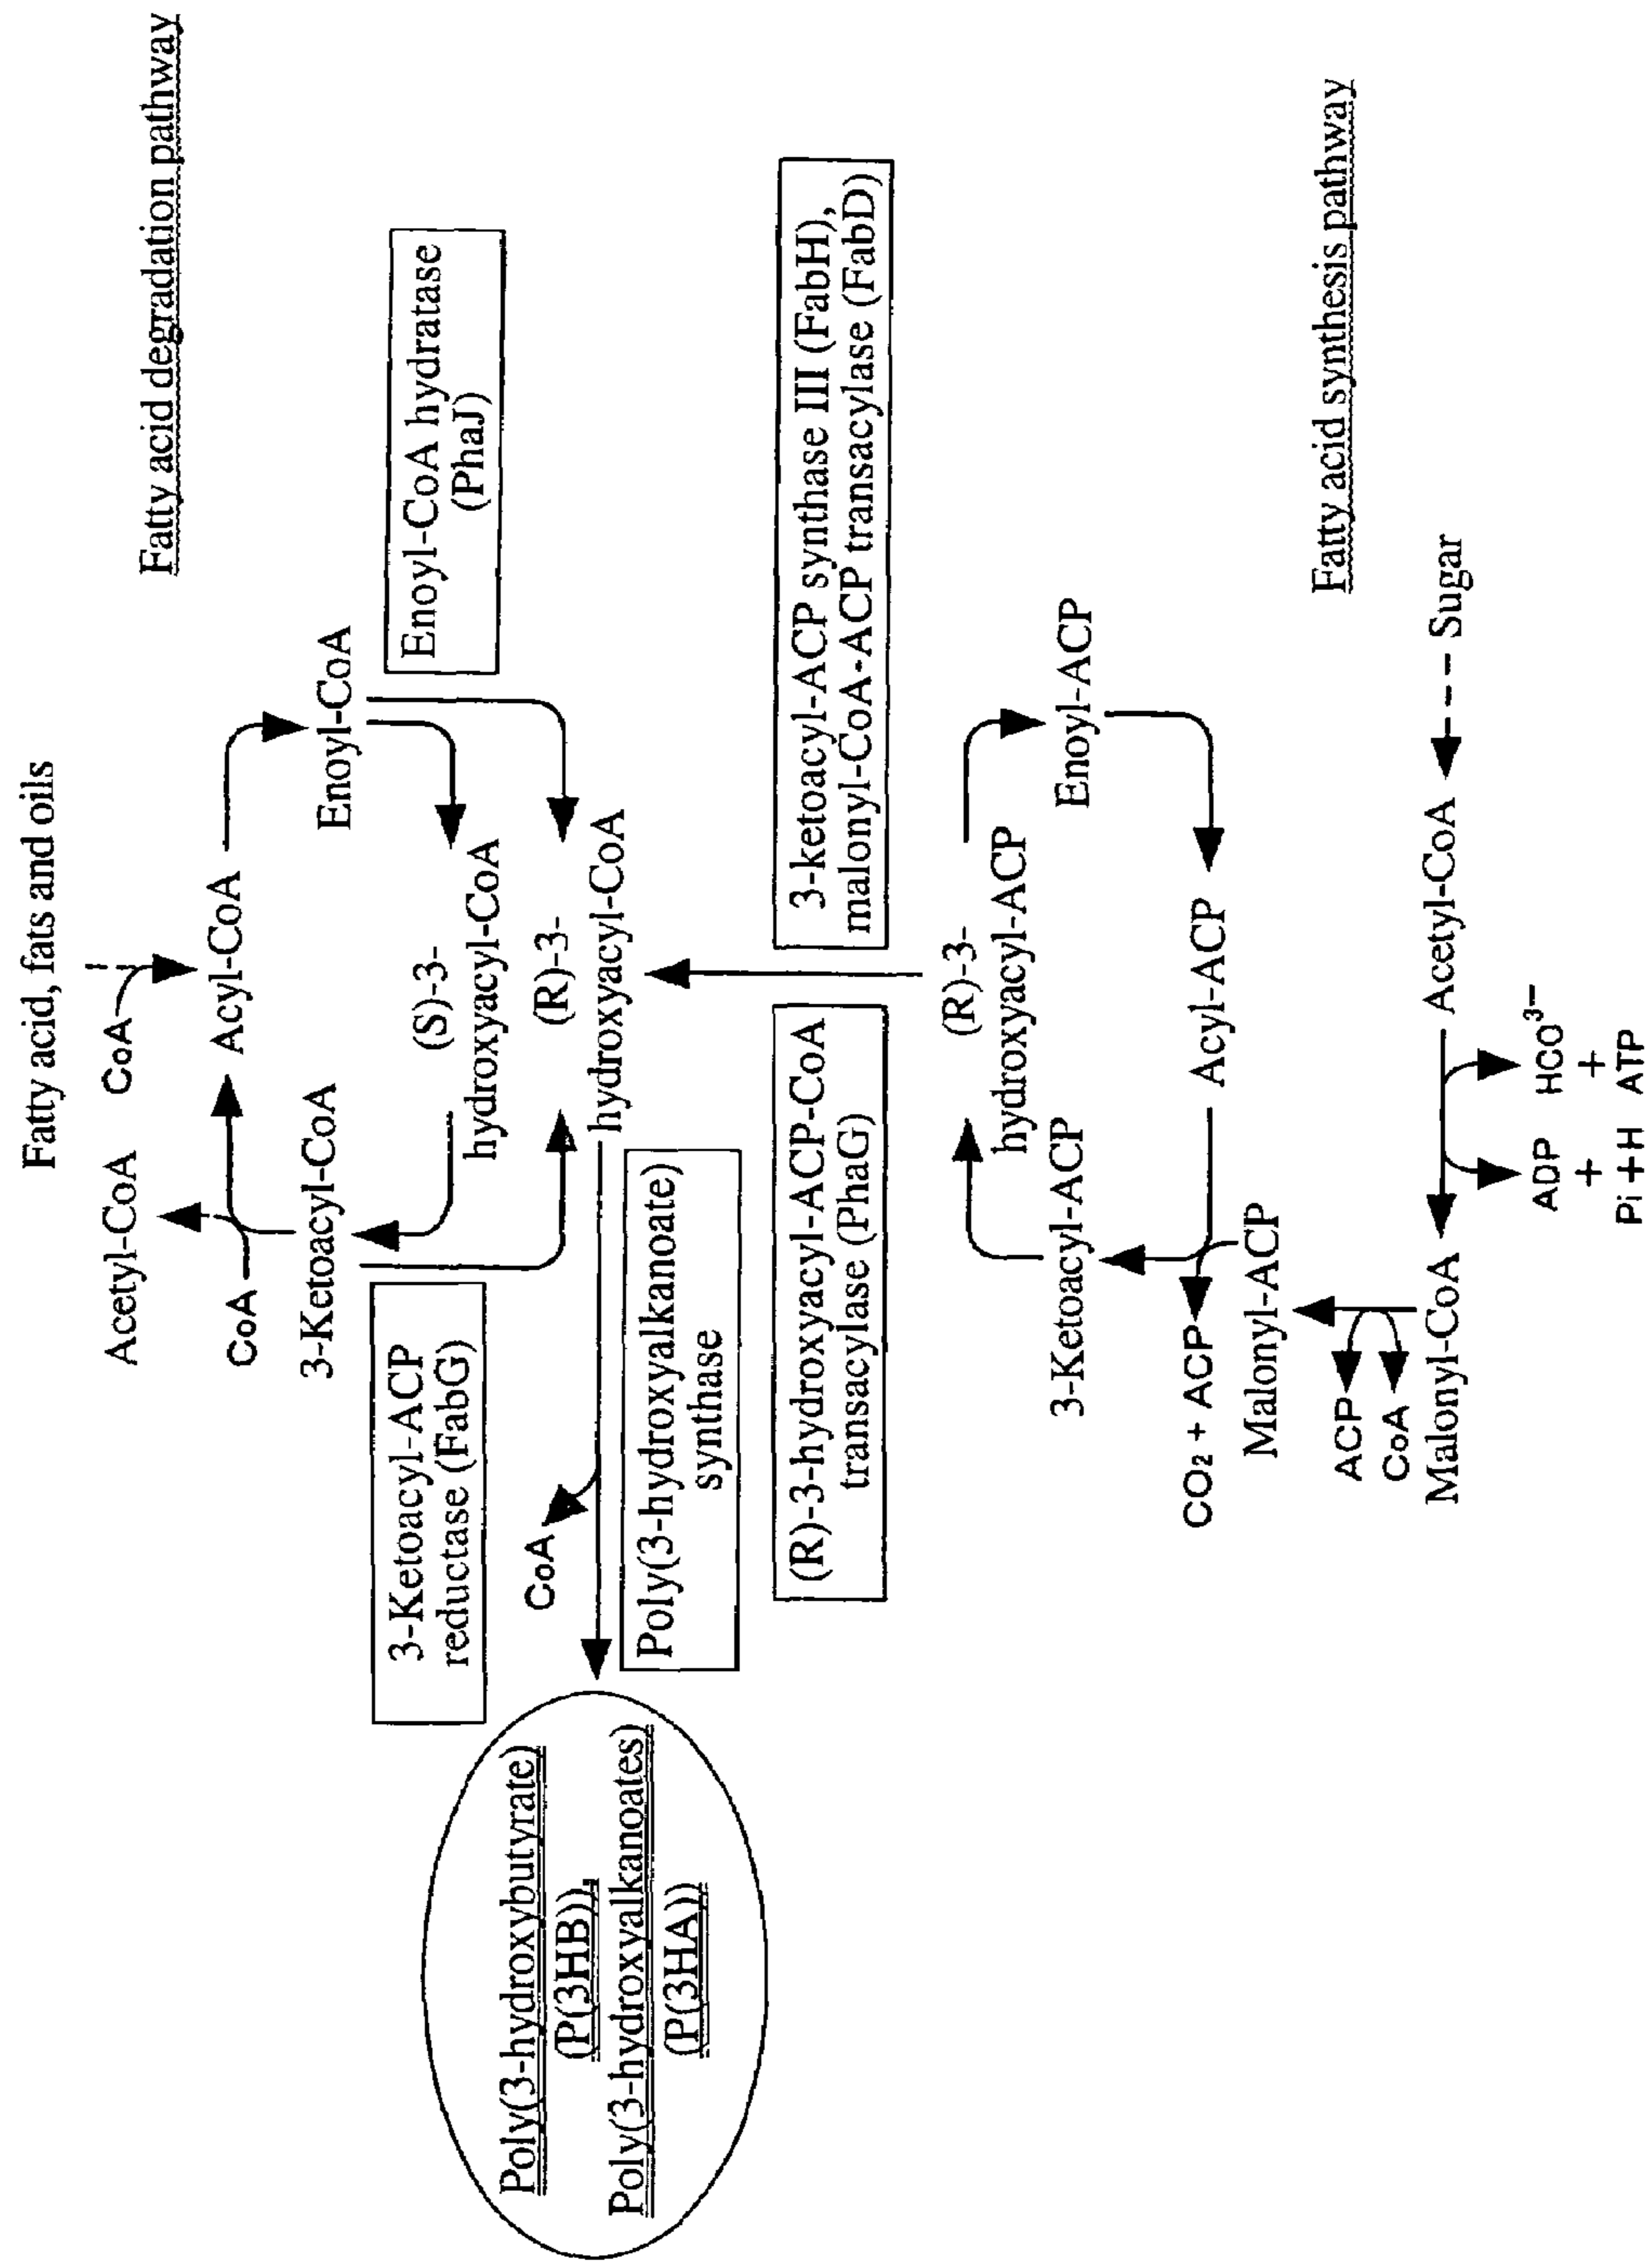 Fatty acid degradation pathway
Fatty acid, fats and oils
Acetyl-CoA
CoA
CoA
Acyl-CoA
3-Ketoacyl-CoA
Enoyl-CoA
3-Ketoacyl-ACP
reductase (FabG)
Enoyl-CoA hydratase
(PhaJ)
(S)-3-
hydroxyacyl-CoA
(R)-3-
hydroxyacyl-CoA
CoA
Poly(3-hydroxybutyrate)
(P(3HB)),
Poly(3-hydroxyalkanoates)
(P(3HA))
Poly(3-hydroxyalkanoate)
synthase
(R)-3-hydroxyacyl-ACP-CoA
transacylase (PhaG)
3-ketoacyl-ACP synthase III (FabH),
malonyl-CoA-ACP transacylase (FabD)
(R)-3-
hydroxyacyl-ACP
3-Ketoacyl-ACP
Enoyl-ACP
CO₂ + ACP
Acyl-ACP
Malonyl-ACP
Fatty acid synthesis pathway
ACP
CoA
Malonyl-CoA
Acetyl-CoA
Sugar
ADP HCO³⁻
+ +
Pi + H ATP